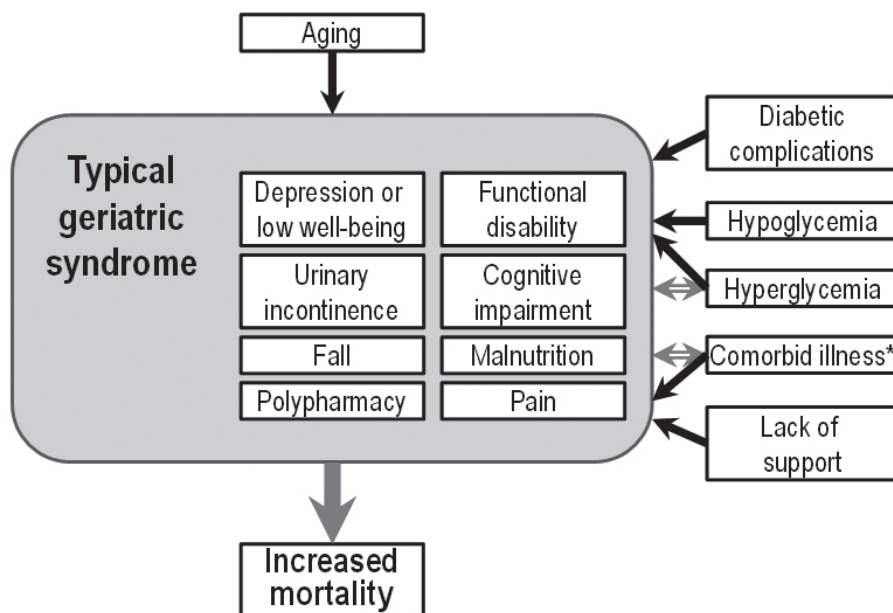 Aging
Typical
geriatric
syndrome
Depression or
low well-being
Functional
disability
Urinary
incontinence
Cognitive
impairment
Fall
Malnutrition
Polypharmacy
Pain
Diabetic
complications
Hypoglycemia
Hyperglycemia
Comorbid illness*
Lack of
support
Increased
mortality